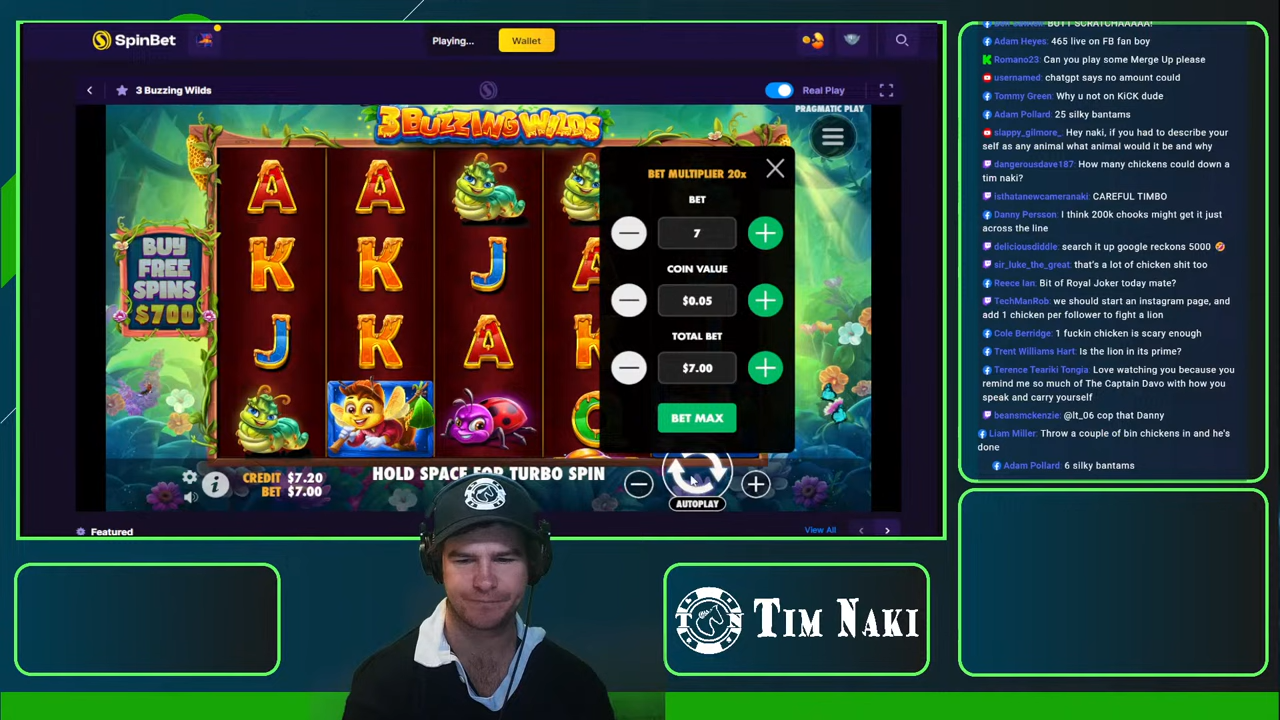 SpinBet
Playing...
Wallet
3 Buzzing Wilds
Real Play
PRAGMATIC PLAY
3 BUZZING WILDS
BUY
FREE
SPINS
$700
A
A
K
K
J
J
K
A
BET MULTIPLIER 20x
BET
7
COIN VALUE
$0.05
TOTAL BET
$7.00
BET MAX
CREDIT $7.20
BET $7.00
HOLD SPACE FOR TURBO SPIN
AUTOPLAY
Featured
View All
TIM NAKI
Adam Heyes: 465 live on FB fan boy
Romano23: Can you play some Merge Up please
usernamed: chatgpt says no amount could
Tommy Green: Why u not on KiCK dude
Adam Pollard: 25 silky bantams
slappy_gilmore_: Hey naki, if you had to describe your
self as any animal what animal would it be and why
dangerousdave187: How many chickens could down a
tim naki?
isthatanewcameranaki: CAREFUL TIMBO
Danny Persson: I think 200k chooks might get it just
across the line
deliciousdiddle: search it up google reckons 5000 🤣
sir_luke_the_great: that's a lot of chicken shit too
Reece Ian: Bit of Royal Joker today mate?
TechManRob: we should start an instagram page, and
add 1 chicken per follower to fight a lion
Cole Berridge: 1 fuckin chicken is scary enough
Trent Williams Hart: Is the lion in its prime?
Terence Teariki Tongia: Love watching you because you
remind me so much of The Captain Davo with how you
speak and carry yourself
beansmckenzie: @lt_06 cop that Danny
Liam Miller: Throw a couple of bin chickens in and he's
done
Adam Pollard: 6 silky bantams